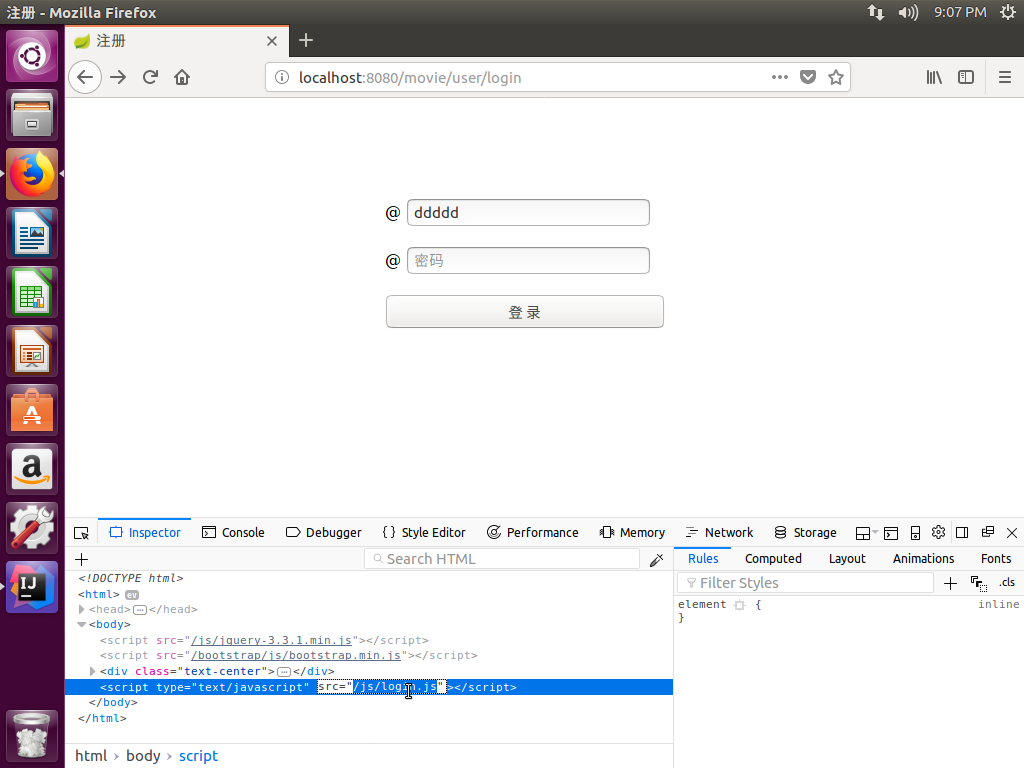 注册 - Mozilla Firefox
9:07 PM
注册
localhost:8080/movie/user/login
@ ddddd
@ 密码
登 录
Inspector Console Debugger Style Editor Performance Memory Network Storage
Search HTML
Rules Computed Layout Animations Fonts
Filter Styles .cls
<!DOCTYPE html>
<html> ev
<head> </head>
<body>
<script src="/js/jquery-3.3.1.min.js"></script>
<script src="/bootstrap/js/bootstrap.min.js"></script>
<div class="text-center"> </div>
<script type="text/javascript" src="/js/login.js"></script>
</body>
</html>
element {
inline
}
html › body › script